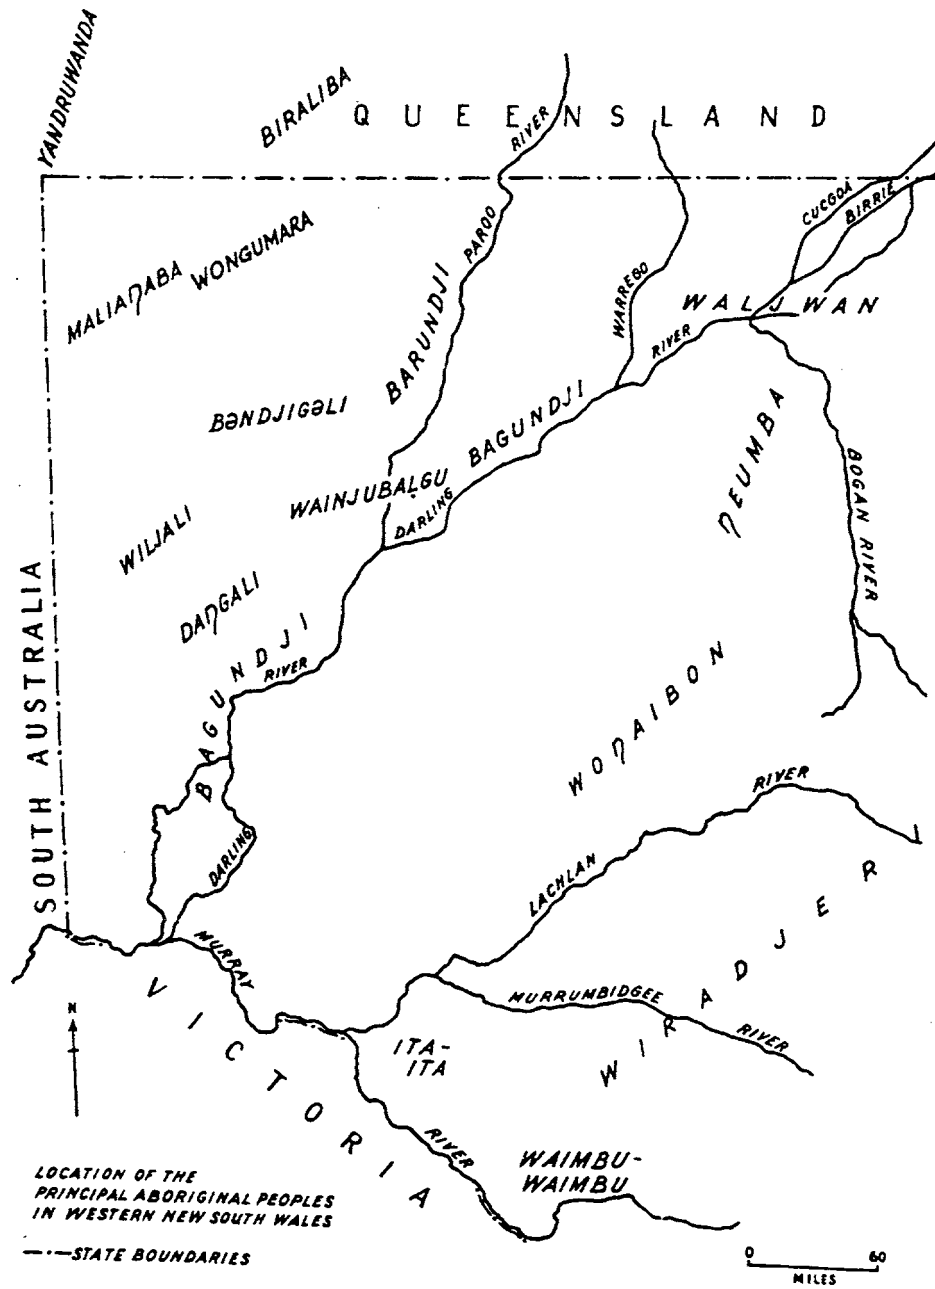 YANDRUWANDA
BIRALIBA
QUEENSLAND
RIVER
PAROO
CUCGOA
BIRRIE
MALIAŊABA
WONGUMARA
BARUNDJI
WARREGO
WALJWAN
RIVER
BƏNDJIGƏLI
BAGUNDJI
ŊEUMBA
WAINJUBAḶGU
DARLING
BOGAN RIVER
WILJALI
DAŊGALI
SOUTH AUSTRALIA
BAGUNDJI
RIVER
WOŊAIBON
DARLING
LACHLAN
RIVER
WIRADJERI
MURRAY
MURRUMBIDGEE
RIVER
N
VICTORIA
ITA-
ITA
RIVER
WAIMBU-
WAIMBU
LOCATION OF THE
PRINCIPAL ABORIGINAL PEOPLES
IN WESTERN NEW SOUTH WALES
STATE BOUNDARIES
0 60
MILES